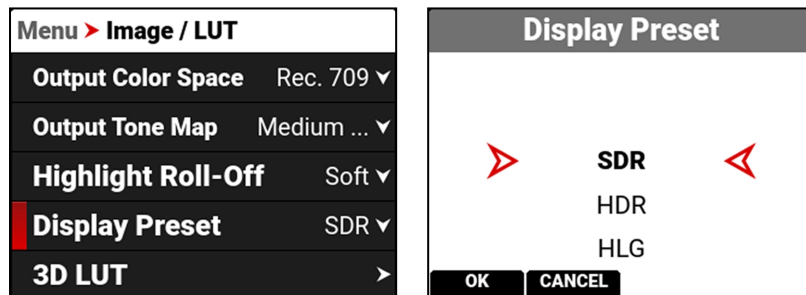 Menu > Image / LUT
Output Color Space Rec. 709
Output Tone Map Medium ...
Highlight Roll-Off Soft
Display Preset SDR
3D LUT >
Display Preset
SDR
HDR
HLG
OK CANCEL